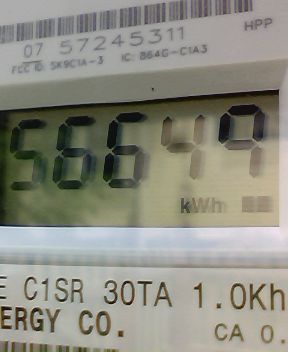 HPP
07 57245311
FCC ID: SK9C1A-3 IC: 864G-C1A3
56649
kWh
E C1SR 30TA 1.0Kh
ERGY CO.
CA 0.